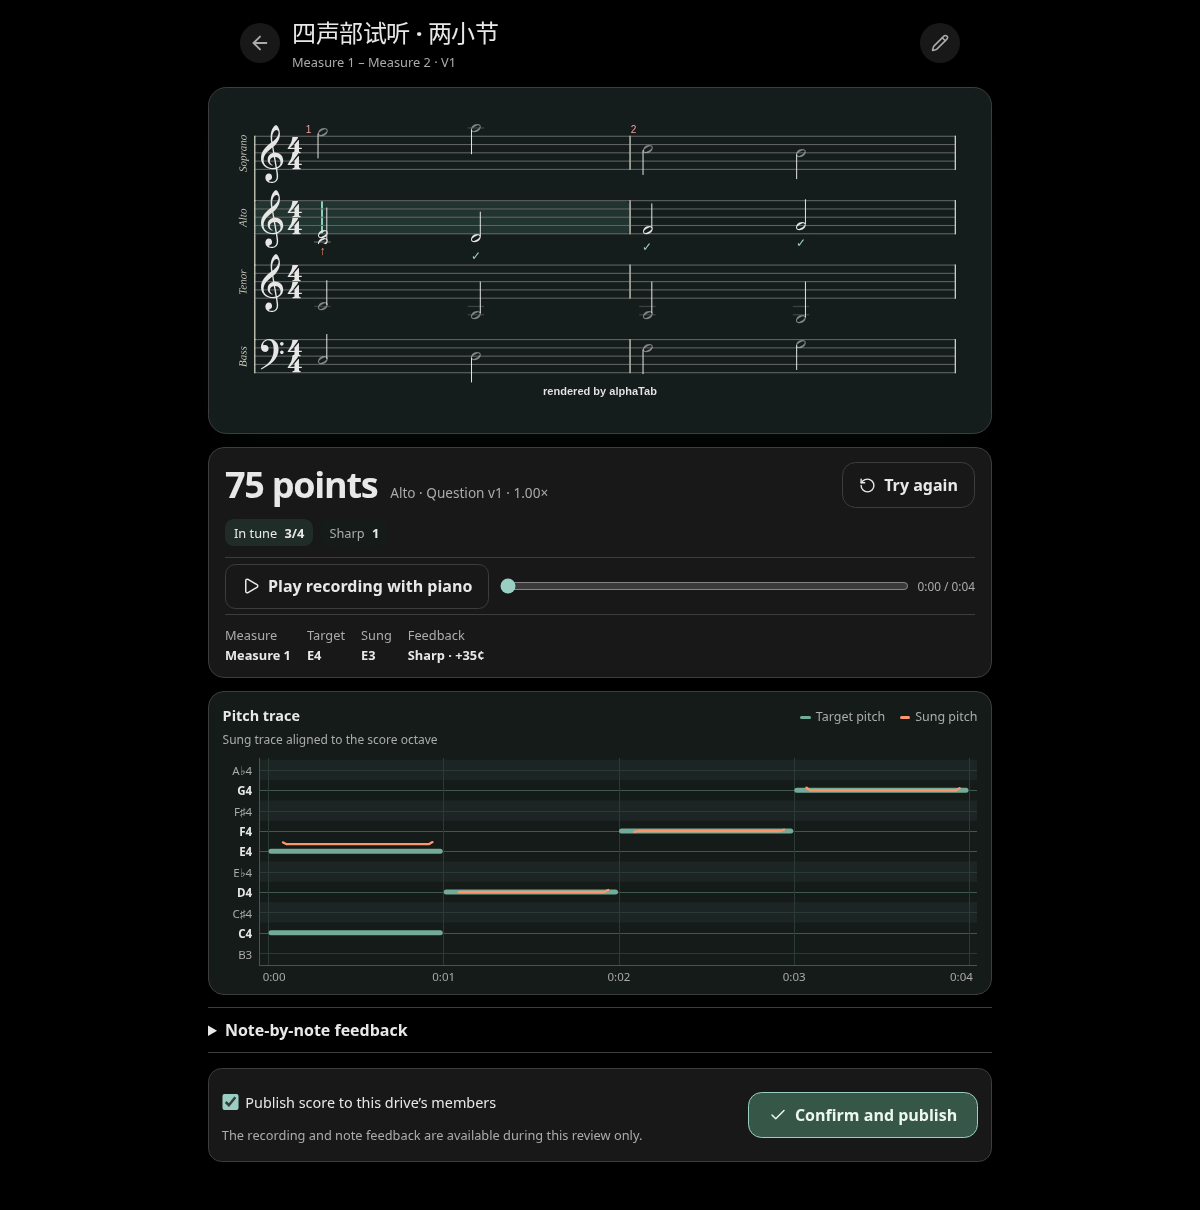 四声部试听 · 两小节
Measure 1 – Measure 2 · V1
1
2
Soprano
Alto
Tenor
Bass
rendered by alphaTab
75 points Alto · Question v1 · 1.00×
Try again
In tune 3/4 Sharp 1
Play recording with piano 0:00 / 0:04
Measure Target Sung Feedback
Measure 1 E4 E3 Sharp · +35¢
Pitch trace
Target pitch Sung pitch
Sung trace aligned to the score octave
A♭4
G4
F♯4
F4
E4
E♭4
D4
C♯4
C4
B3
0:00 0:01 0:02 0:03 0:04
Note-by-note feedback
Publish score to this drive's members
Confirm and publish
The recording and note feedback are available during this review only.